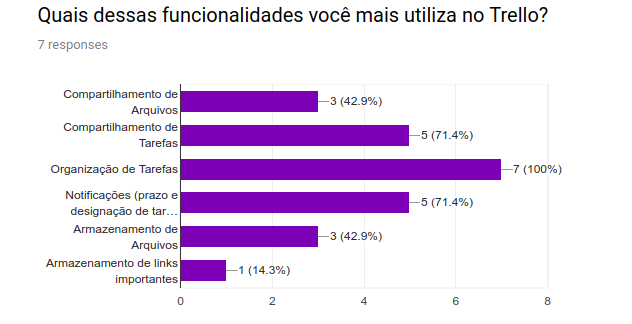 Quais dessas funcionalidades você mais utiliza no Trello?
7 responses
Compartilhamento de
Arquivos
3 (42.9%)
Compartilhamento de
Tarefas
5 (71.4%)
Organização de Tarefas
7 (100%)
Notificações (prazo e
designação de tar…
5 (71.4%)
Armazenamento de
Arquivos
3 (42.9%)
Armazenamento de links
importantes
1 (14.3%)
0 2 4 6 8